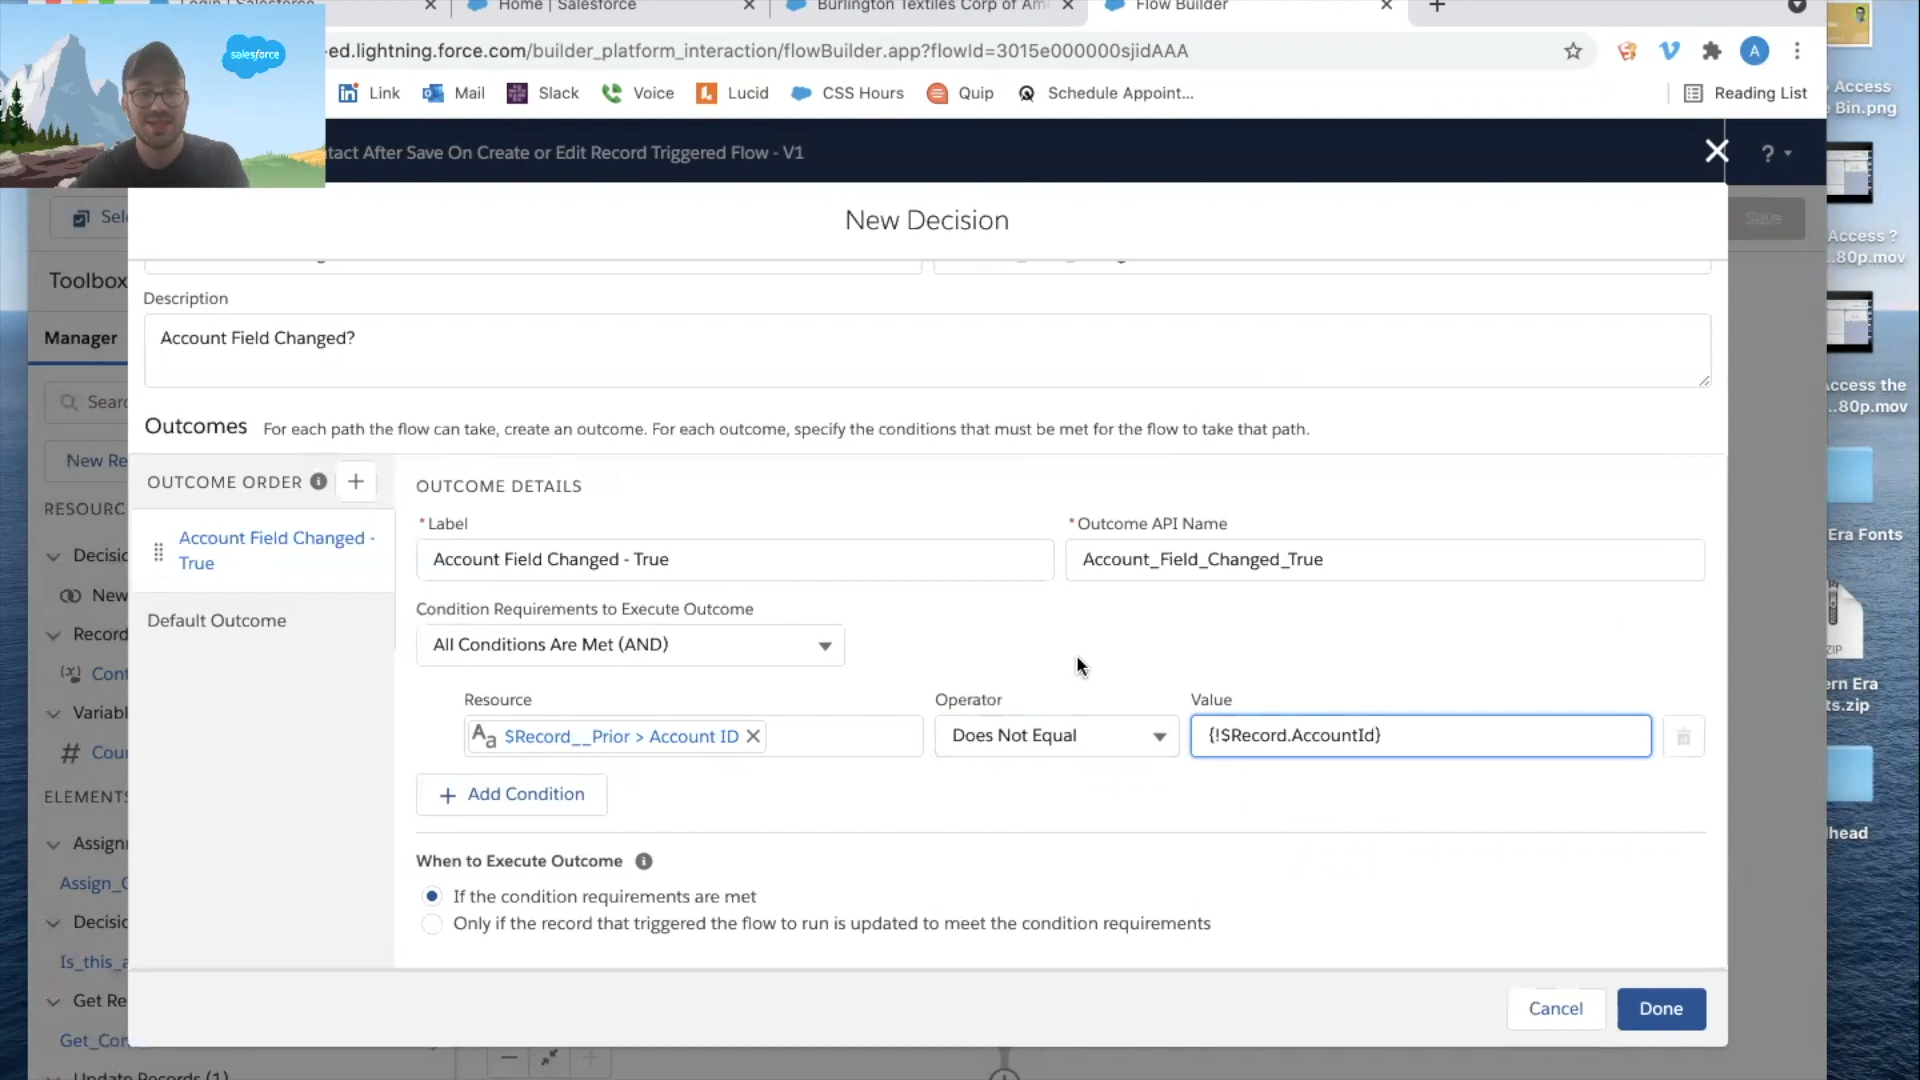 Home | Salesforce
Burlington Textiles Corp of Am
Flow Builder
salesforce
-ed.lightning.force.com/builder_platform_interaction/flowBuilder.app?flowId=3015e000000sjidAAA
A
Link
Mail
Slack
Voice
Lucid
CSS Hours
Quip
Schedule Appoint...
Reading List
Access
Bin.png
tact After Save On Create or Edit Record Triggered Flow - V1
?
Sele
New Decision
Save
Access ?
..80p.mov
Toolbox
Description
Manager
Account Field Changed?
Access the
..80p.mov
Sear
Outcomes For each path the flow can take, create an outcome. For each outcome, specify the conditions that must be met for the flow to take that path.
New Re
OUTCOME ORDER
OUTCOME DETAILS
RESOURC
* Label
* Outcome API Name
Era Fonts
Account Field Changed -
True
Account Field Changed - True
Account_Field_Changed_True
Decisio
New
Condition Requirements to Execute Outcome
Default Outcome
ZIP
Record
All Conditions Are Met (AND)
Cont
ern Era
ts.zip
Variabl
Resource
Operator
Value
Aa $Record__Prior > Account ID
Does Not Equal
{!$Record.AccountId}
# Cou
Add Condition
ELEMENTS
lhead
Assignm
When to Execute Outcome
Assign_C
If the condition requirements are met
Only if the record that triggered the flow to run is updated to meet the condition requirements
Decisio
Is_this_a
Get Re
Cancel
Done
Get_Con
Update Records (1)